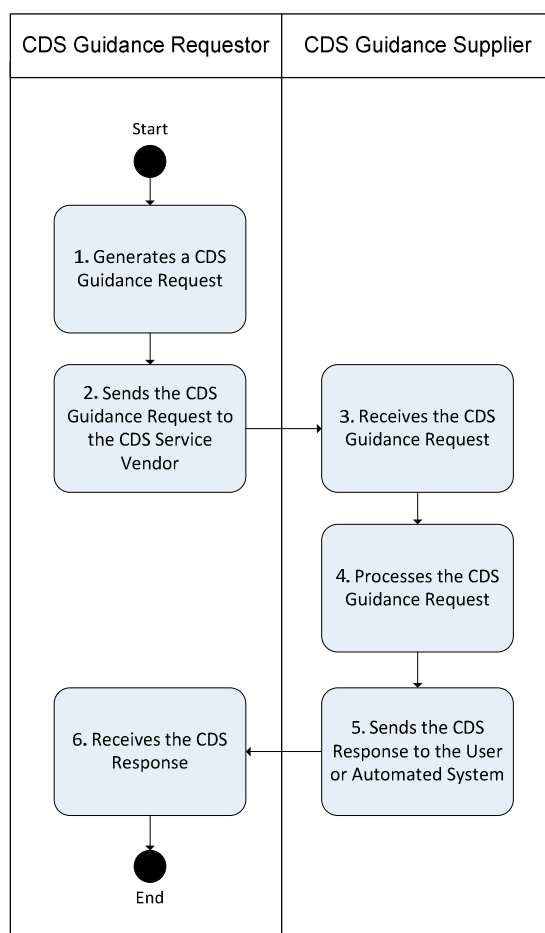 CDS Guidance Requestor
CDS Guidance Supplier
Start
1. Generates a CDS
Guidance Request
2. Sends the CDS
Guidance Request to
the CDS Service
Vendor
3. Receives the CDS
Guidance Request
4. Processes the CDS
Guidance Request
5. Sends the CDS
Response to the User
or Automated System
6. Receives the CDS
Response
End